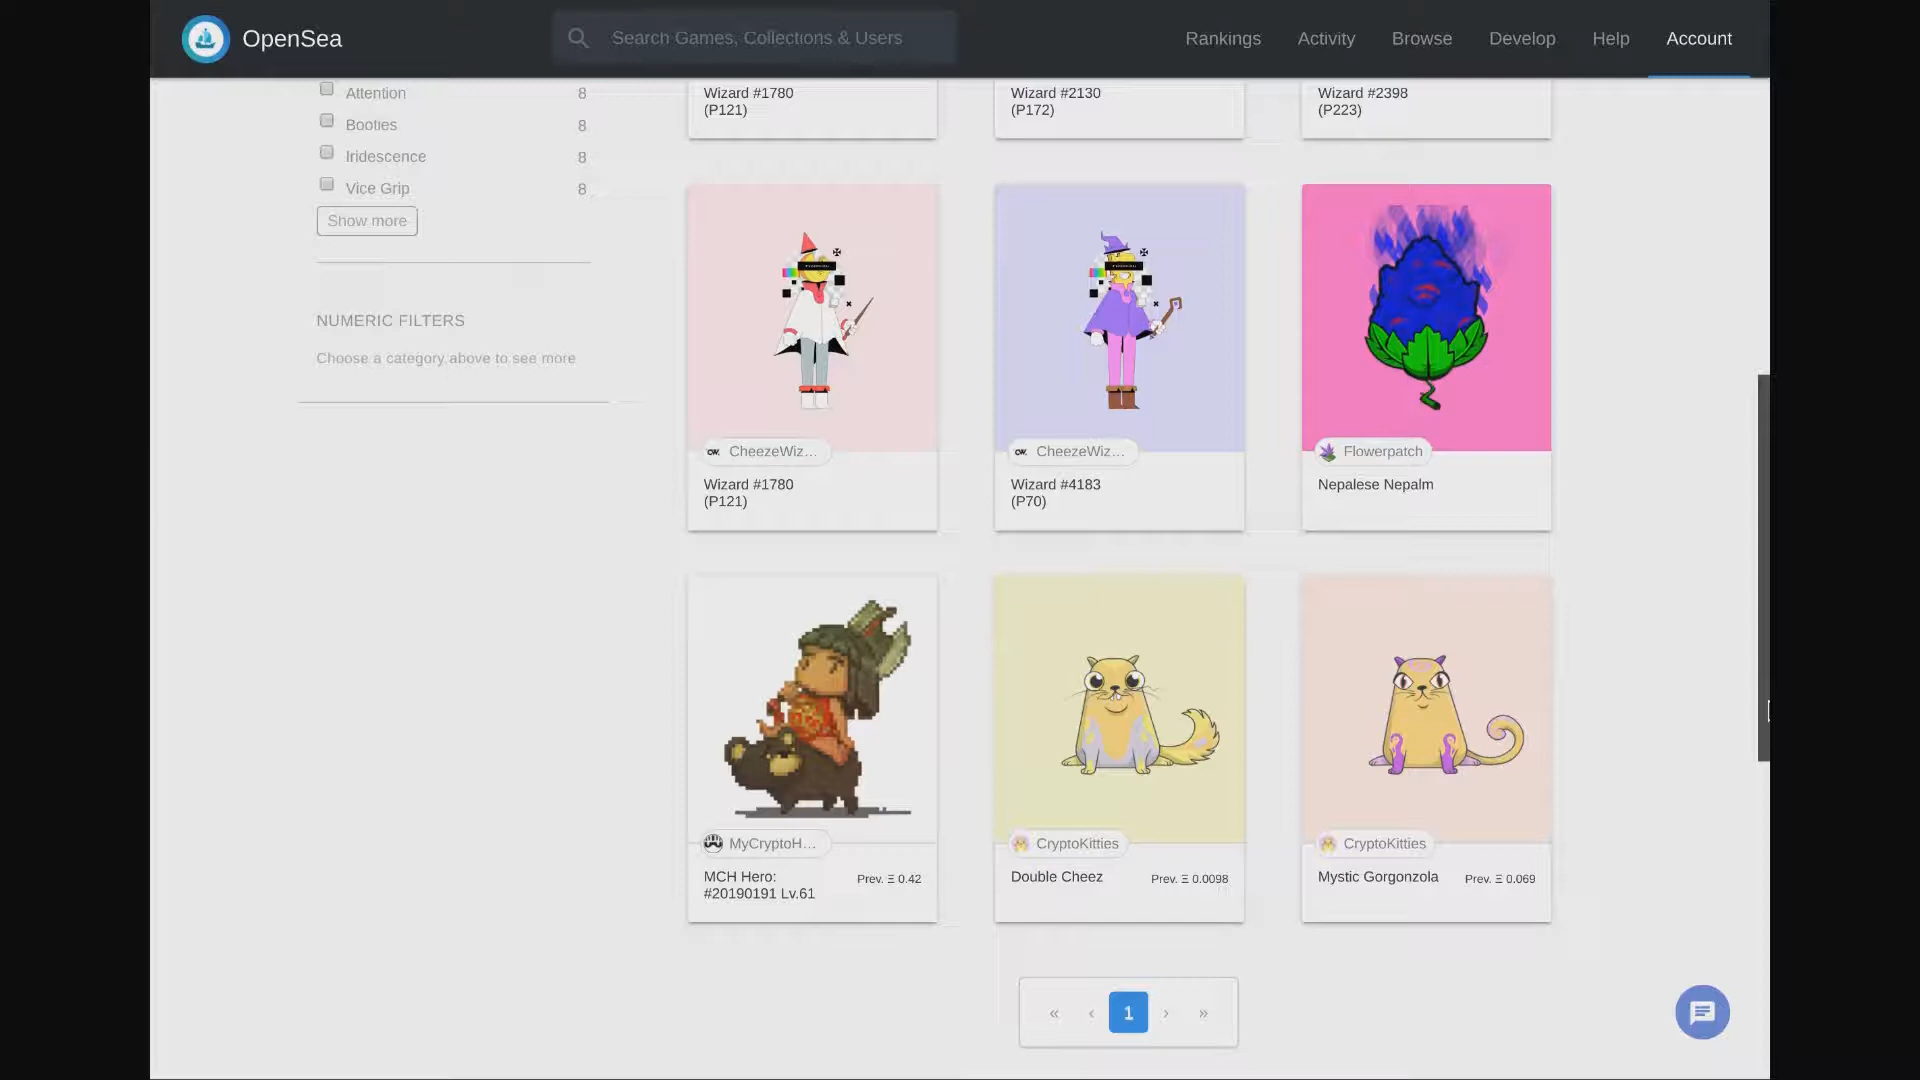 OpenSea
Search Games, Collections & Users
Rankings
Activity
Browse
Develop
Help
Account
Attention 8
Booties 8
Iridescence 8
Vice Grip 8
Show more
NUMERIC FILTERS
Choose a category above to see more
Wizard #1780
(P121)
Wizard #2130
(P172)
Wizard #2398
(P223)
CheezeWiz...
Wizard #1780
(P121)
CheezeWiz...
Wizard #4183
(P70)
Flowerpatch
Nepalese Nepalm
MyCryptoH...
MCH Hero:
#20190191 Lv.61
Prev. Ξ 0.42
CryptoKitties
Double Cheez
Prev. Ξ 0.0098
CryptoKitties
Mystic Gorgonzola
Prev. Ξ 0.069
« ‹ 1 › »